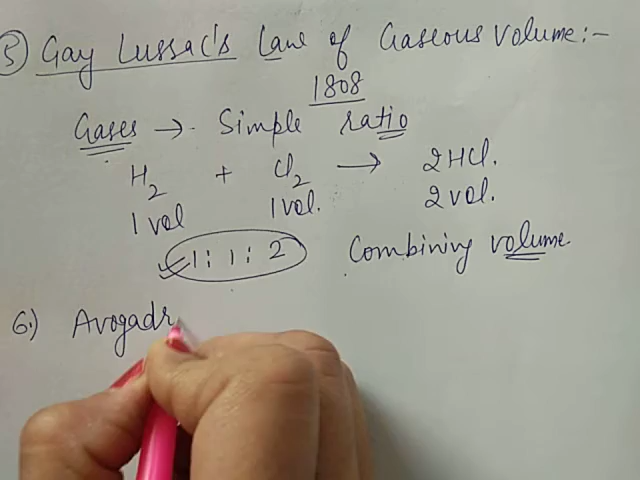 5) Gay Lussac's Law of Gaseous Volume:-
1808
Gases → Simple ratio
H2 + Cl2 → 2HCl.
1 vol 1 vol. 2 vol.
1 : 1 : 2 Combining volume
6.) Avogadr